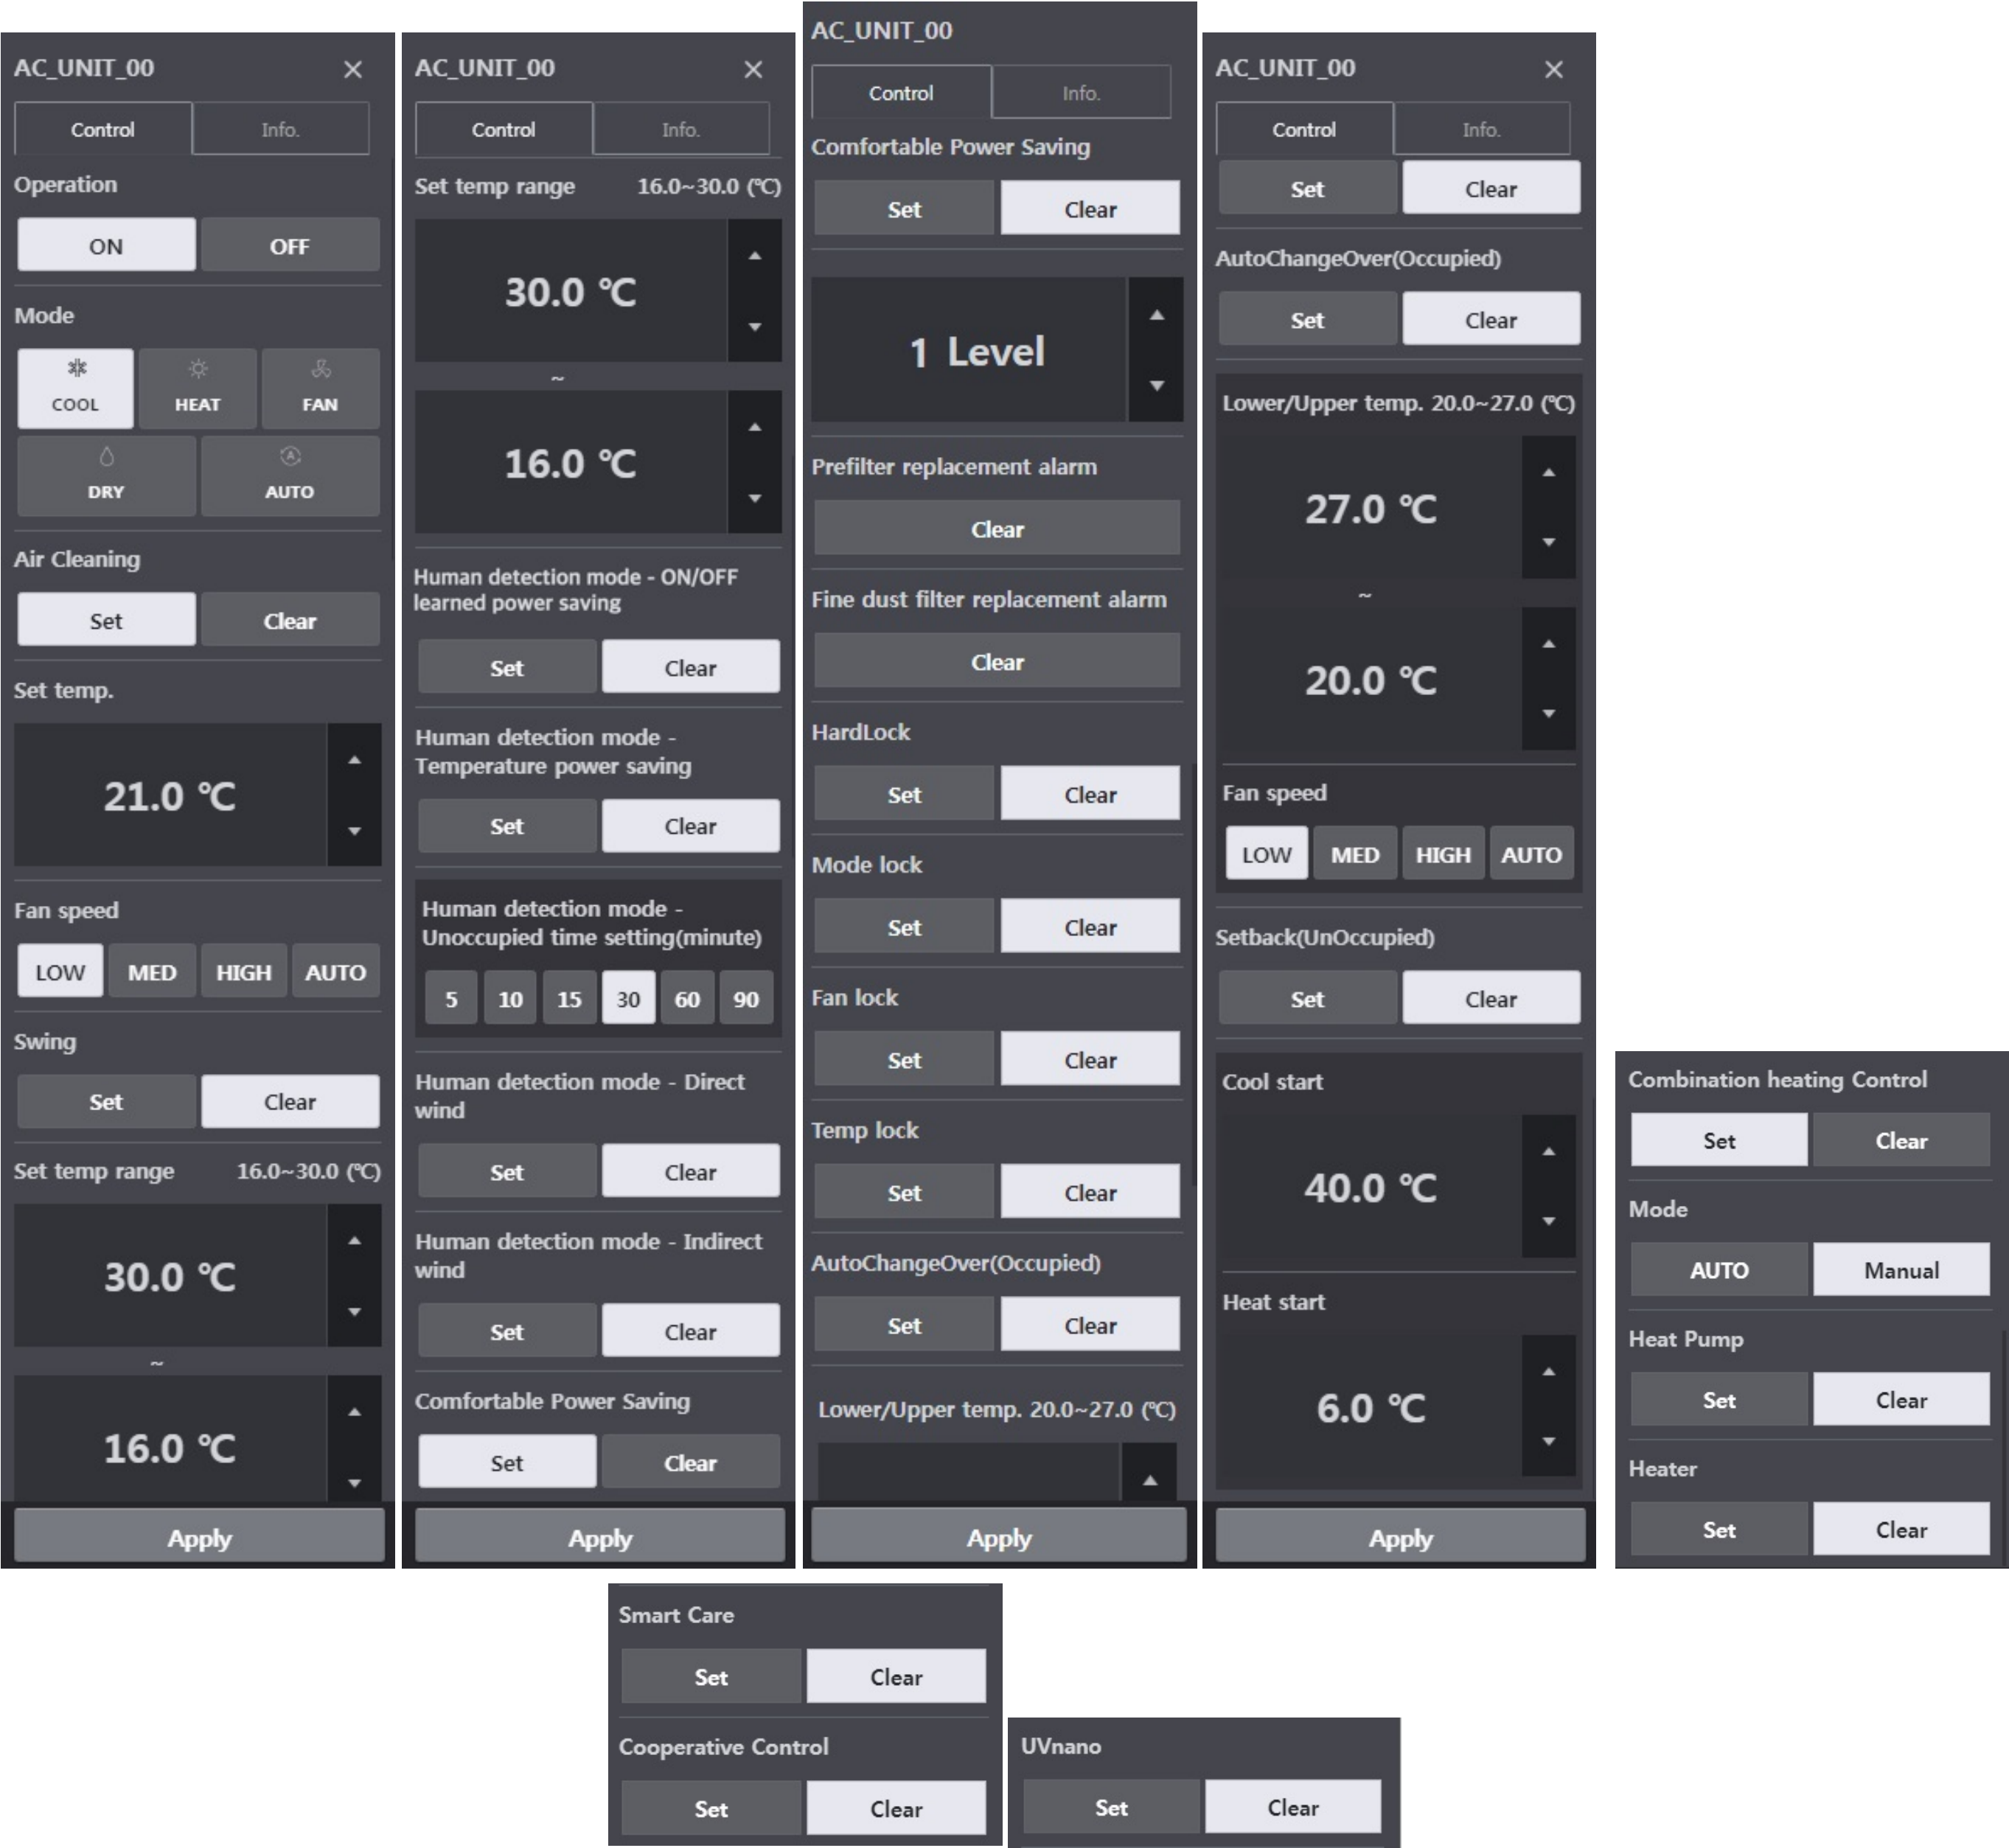 AC_UNIT_00
Control Info.
Operation
ON OFF
Mode
COOL HEAT FAN
DRY AUTO
Air Cleaning
Set Clear
Set temp.
21.0 ℃
Fan speed
LOW MED HIGH AUTO
Swing
Set Clear
Set temp range 16.0~30.0 (℃)
30.0 ℃
~
16.0 ℃
Apply
AC_UNIT_00
Control Info.
Set temp range 16.0~30.0 (℃)
30.0 ℃
~
16.0 ℃
Human detection mode - ON/OFF
learned power saving
Set Clear
Human detection mode -
Temperature power saving
Set Clear
Human detection mode -
Unoccupied time setting(minute)
5 10 15 30 60 90
Human detection mode - Direct
wind
Set Clear
Human detection mode - Indirect
wind
Set Clear
Comfortable Power Saving
Set Clear
Apply
AC_UNIT_00
Control Info.
Comfortable Power Saving
Set Clear
1 Level
Prefilter replacement alarm
Clear
Fine dust filter replacement alarm
Clear
HardLock
Set Clear
Mode lock
Set Clear
Fan lock
Set Clear
Temp lock
Set Clear
AutoChangeOver(Occupied)
Set Clear
Lower/Upper temp. 20.0~27.0 (℃)
Apply
AC_UNIT_00
Control Info.
Set Clear
AutoChangeOver(Occupied)
Set Clear
Lower/Upper temp. 20.0~27.0 (℃)
27.0 ℃
~
20.0 ℃
Fan speed
LOW MED HIGH AUTO
Setback(UnOccupied)
Set Clear
Cool start
40.0 ℃
Heat start
6.0 ℃
Apply
Combination heating Control
Set Clear
Mode
AUTO Manual
Heat Pump
Set Clear
Heater
Set Clear
Smart Care
Set Clear
Cooperative Control
Set Clear
UVnano
Set Clear